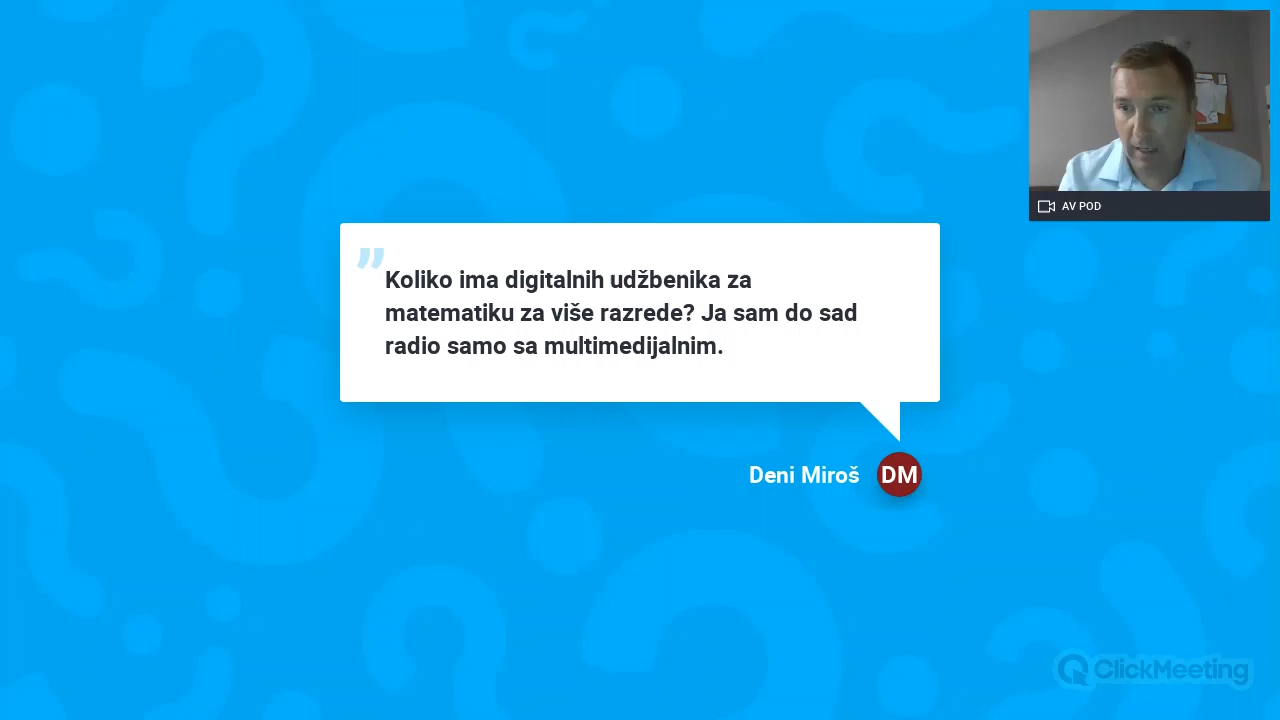 AV POD
” Koliko ima digitalnih udžbenika za
matematiku za više razrede? Ja sam do sad
radio samo sa multimedijalnim.
Deni Miroš DM
ClickMeeting